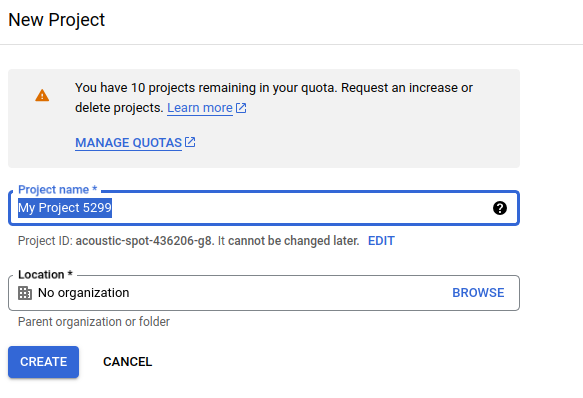 New Project
You have 10 projects remaining in your quota. Request an increase or
delete projects. Learn more
MANAGE QUOTAS
Project name *
My Project 5299
Project ID: acoustic-spot-436206-g8. It cannot be changed later. EDIT
Location *
No organization BROWSE
Parent organization or folder
CREATE CANCEL